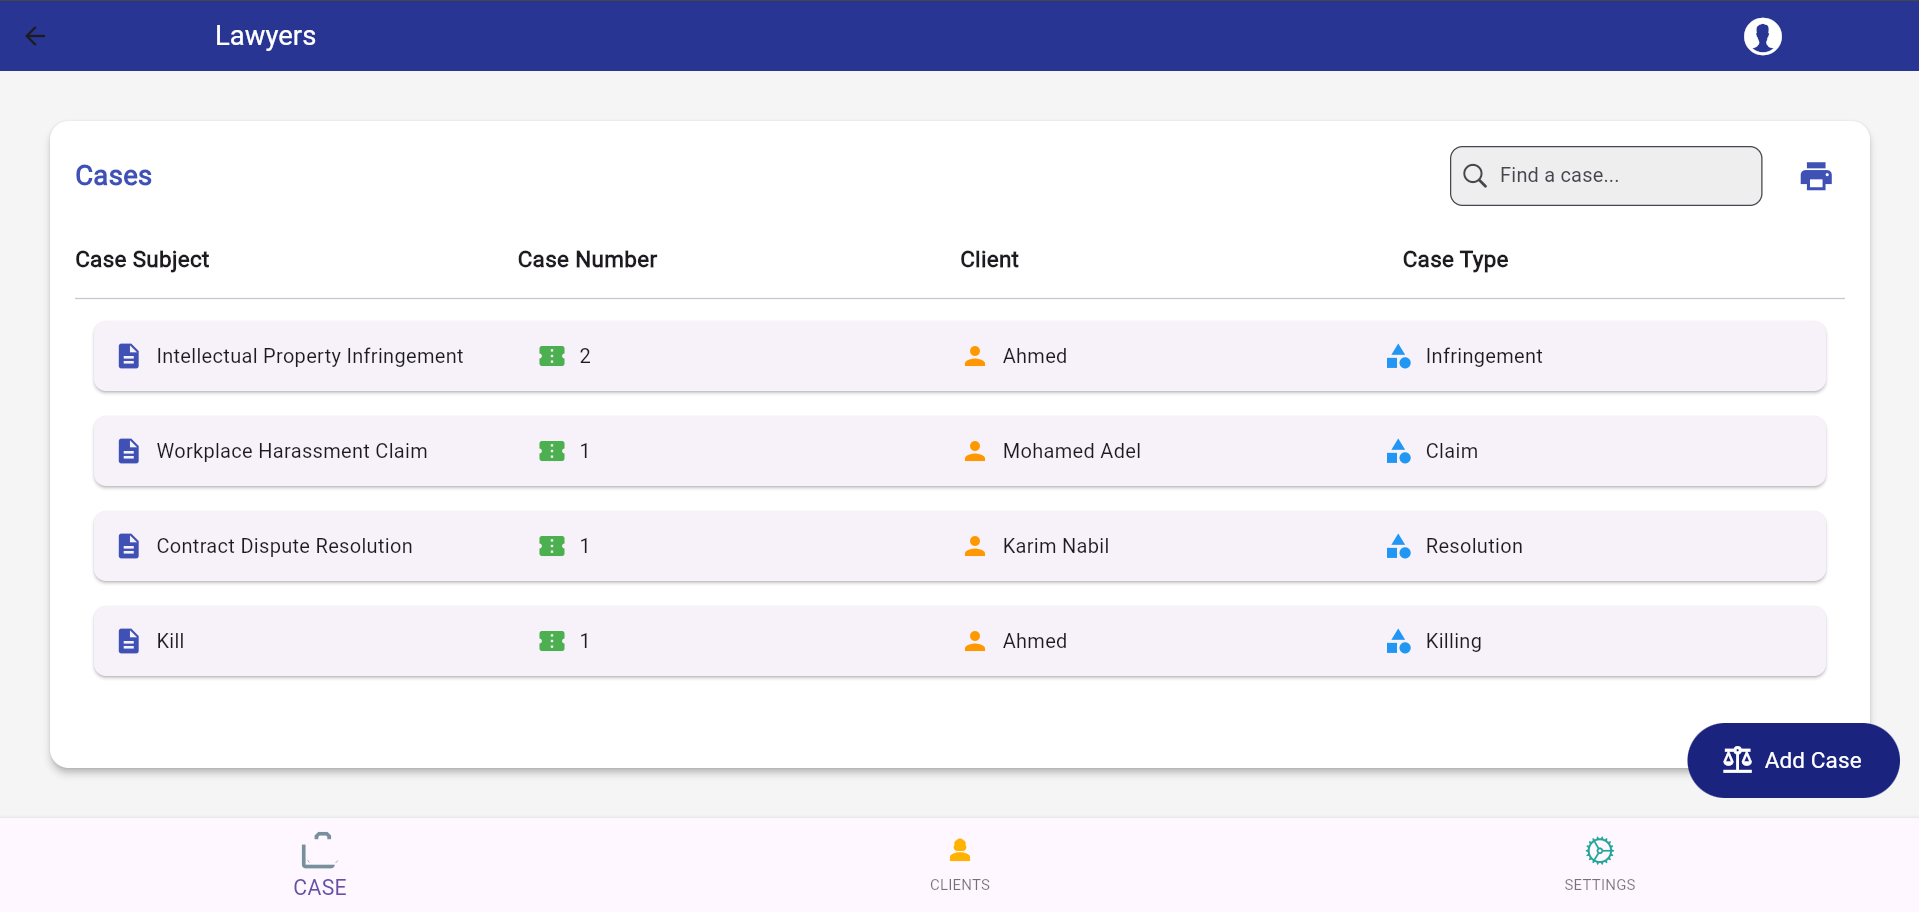 Lawyers
Cases
Find a case...
Case Subject Case Number Client Case Type
Intellectual Property Infringement 2 Ahmed Infringement
Workplace Harassment Claim 1 Mohamed Adel Claim
Contract Dispute Resolution 1 Karim Nabil Resolution
Kill 1 Ahmed Killing
Add Case
CASE CLIENTS SETTINGS